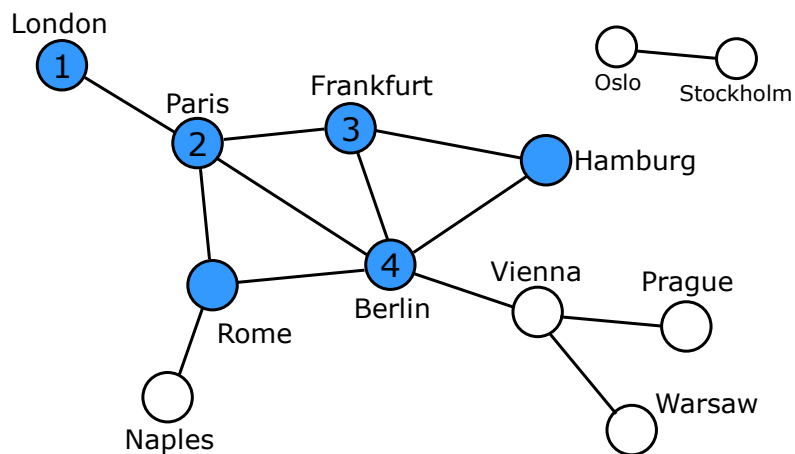 London
1
Paris
2
Frankfurt
3
Oslo
Stockholm
Hamburg
4
Berlin
Rome
Vienna
Prague
Naples
Warsaw